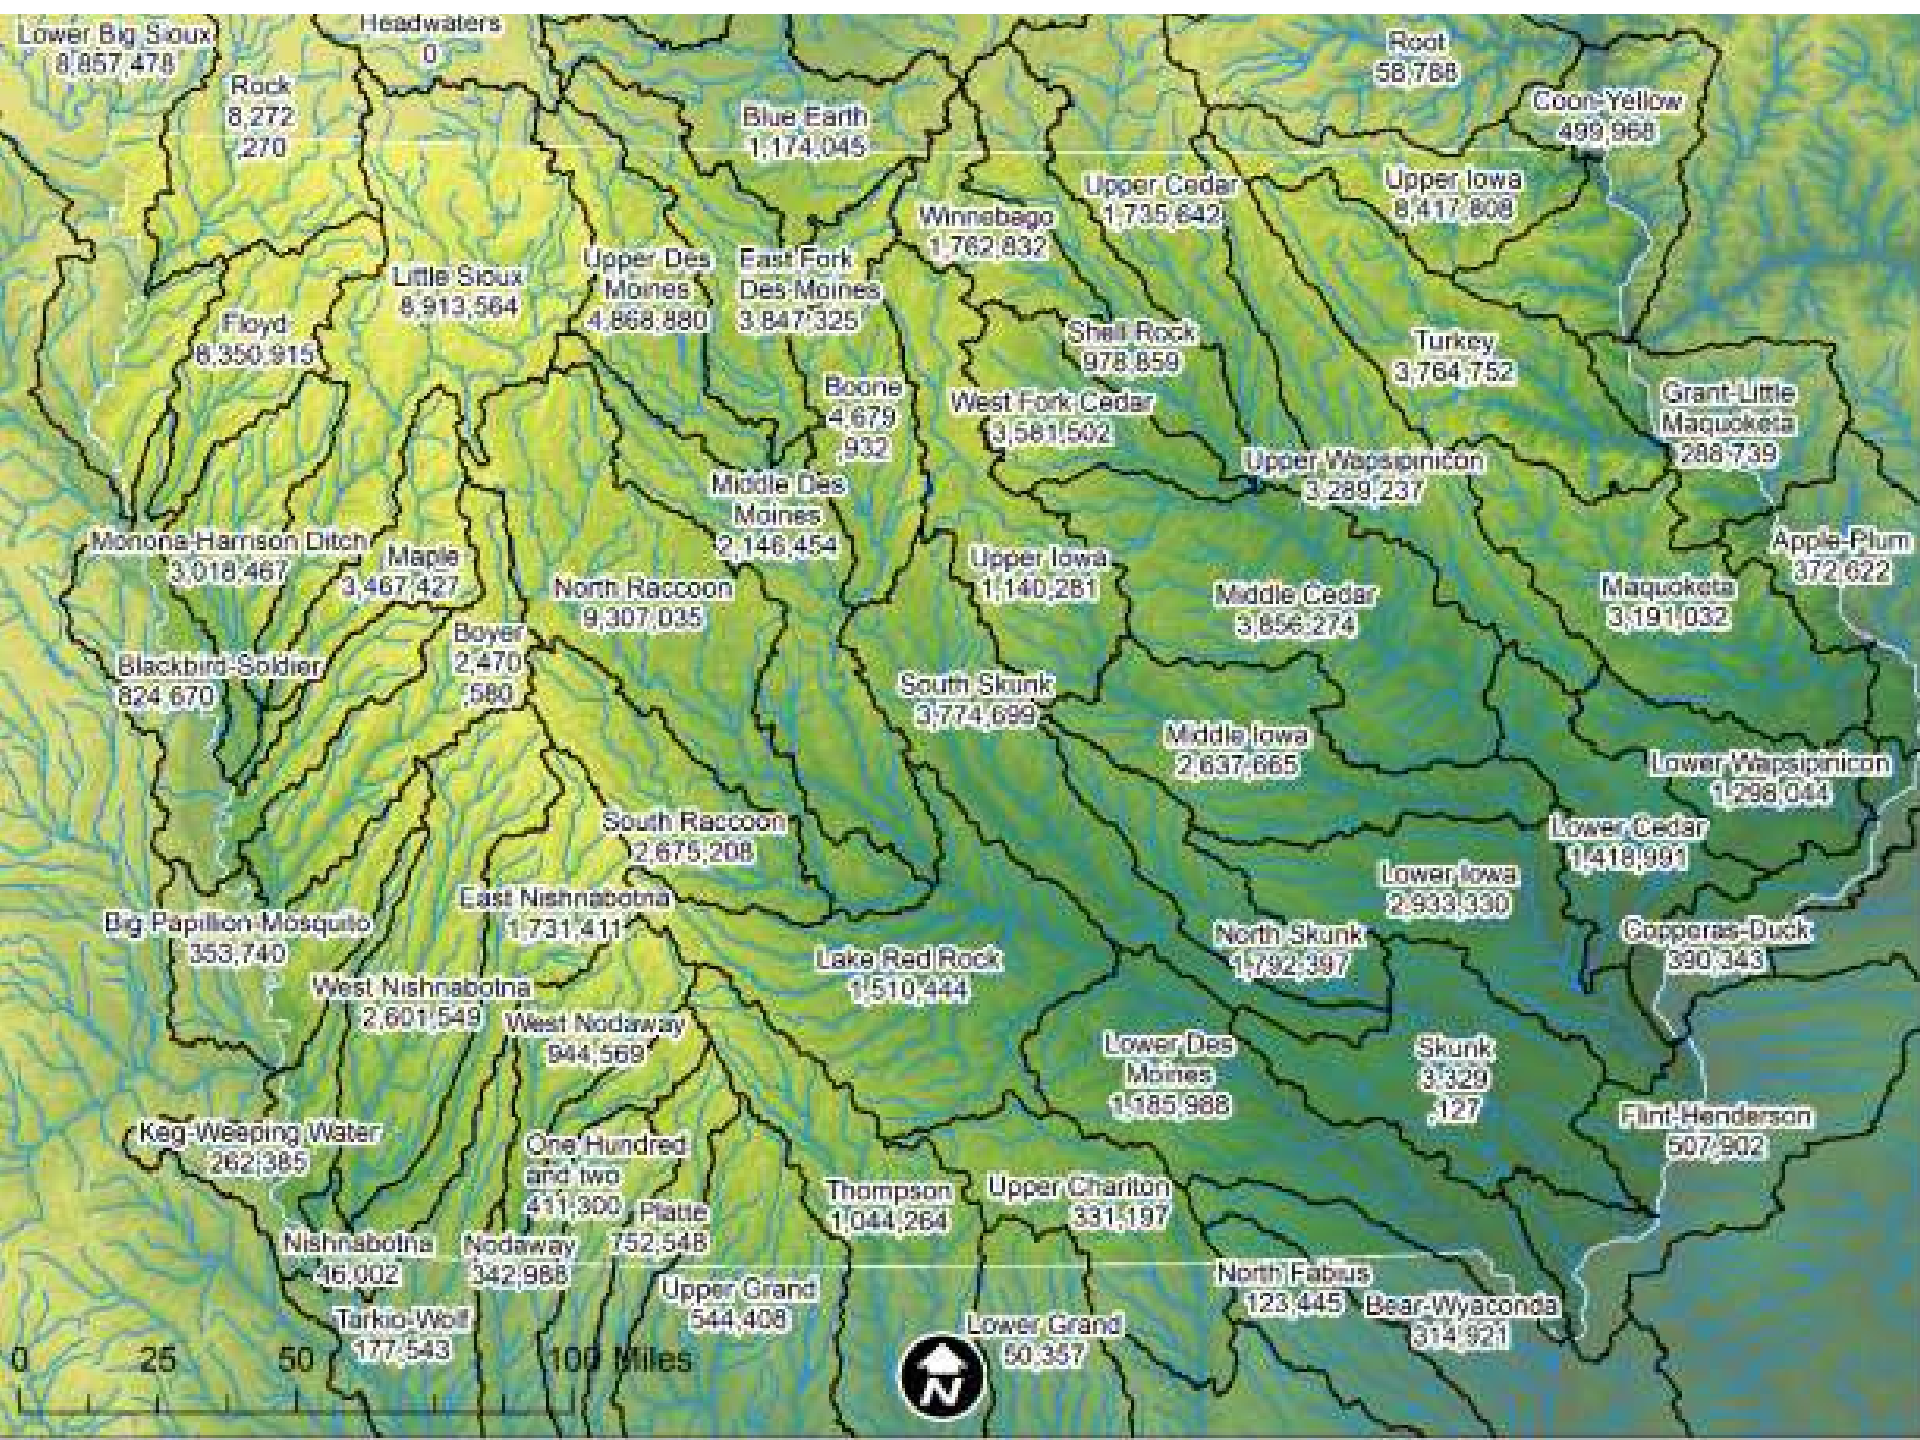 Lower Big Sioux
8,857,478
Headwaters
0
Rock
8,272
,270
Root
58,788
Coon-Yellow
499,968
Blue Earth
1,174,045
Upper Cedar
1,735,642
Upper Iowa
8,417,808
Winnebago
1,762,832
Little Sioux
8,913,564
Upper Des
Moines
4,868,880
East Fork
Des Moines
3,847,325
Floyd
8,350,915
Shell Rock
978,859
Turkey
3,764,752
Boone
4,679
,932
West Fork Cedar
3,581,502
Grant-Little
Maquoketa
288,739
Upper Wapsipinicon
3,289,237
Middle Des
Moines
2,146,454
Monona-Harrison Ditch
3,018,467
Maple
3,467,427
North Raccoon
9,307,035
Upper Iowa
1,140,281
Middle Cedar
3,856,274
Maquoketa
3,191,032
Apple-Plum
372,622
Boyer
2,470
,580
Blackbird-Soldier
824,670
South Skunk
3,774,699
Middle Iowa
2,637,665
Lower Wapsipinicon
1,298,044
South Raccoon
2,675,208
Lower Cedar
1,418,991
Lower Iowa
2,933,330
East Nishnabotna
1,731,411
Big Papillion-Mosquito
353,740
Lake Red Rock
1,510,444
North Skunk
1,792,397
Copperas-Duck
390,343
West Nishnabotna
2,601,549
West Nodaway
944,569
Lower Des
Moines
1,185,988
Skunk
3,329
,127
Flint-Henderson
507,902
Keg-Weeping Water
262,385
One Hundred
and two
411,300
Platte
752,548
Thompson
1,044,264
Upper Chariton
331,197
Nishnabotna
46,002
Nodaway
342,988
Upper Grand
544,408
North Fabius
123,445
Bear-Wyaconda
314,921
Tarkio-Wolf
177,543
Lower Grand
50,357
0 25 50 100 Miles
N